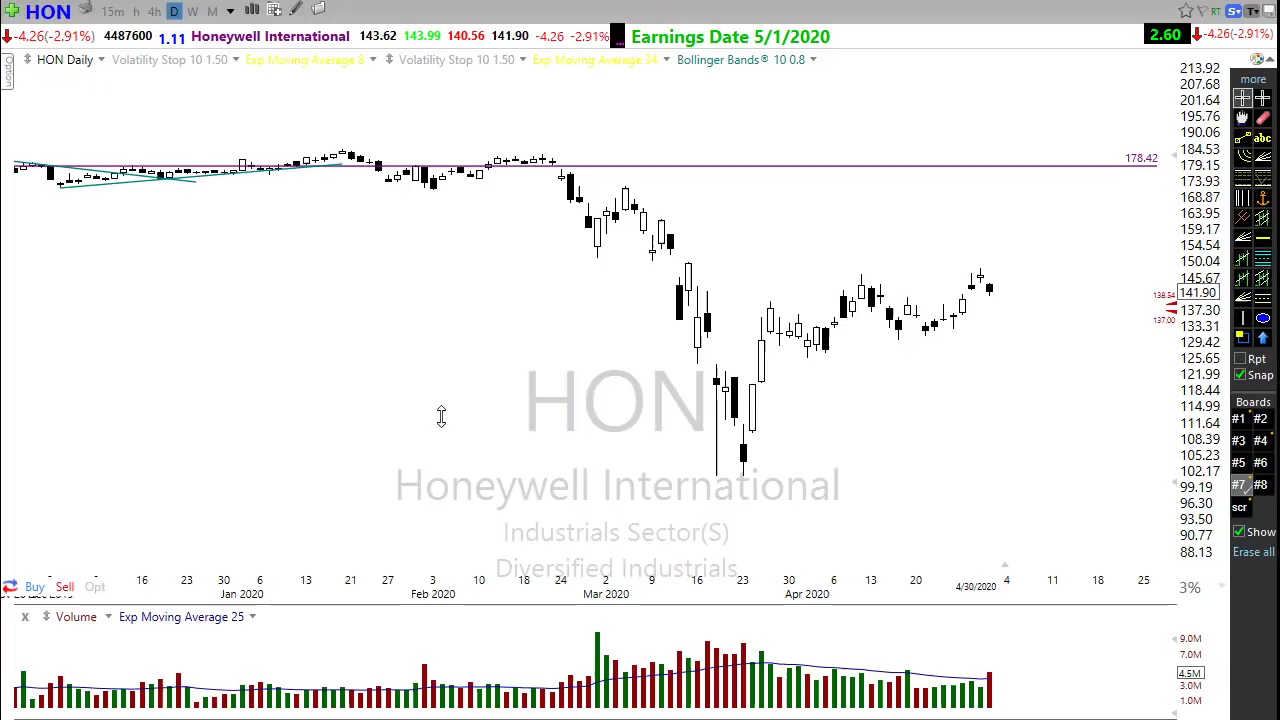 HON 15m h 4h D W M RT S T
-4.26(-2.91%) 4487600 1.11 Honeywell International 143.62 143.99 140.56 141.90 -4.26 -2.91% Earnings Date 5/1/2020 2.60 -4.26(-2.91%)
Option HON Daily Volatility Stop 10 1.50 Exp Moving Average 8 Volatility Stop 10 1.50 Exp Moving Average 34 Bollinger Bands® 10 0.8
213.92
207.68
201.64
195.76
190.06
184.53
178.42
179.15
173.93
168.87
163.95
159.17
154.54
150.04
145.67
138.54
141.90
137.30
137.00
133.31
129.42
125.65
121.99
118.44
114.99
111.64
108.39
105.23
102.17
99.19
96.30
93.50
90.77
88.13
more
abc
Rpt
Snap
Boards
#1 #2
#3 #4
#5 #6
#7 #8
scr
Show
Erase all
HON
Honeywell International
Industrials Sector(S)
Diversified Industrials
16 23 30 6 13 21 27 3 10 18 24 2 9 16 23 30 6 13 20 4 11 18 25
Buy Sell Opt 3%
Jan 2020 Feb 2020 Mar 2020 Apr 2020 4/30/2020
x Volume Exp Moving Average 25
9.0M
7.0M
4.5M
3.0M
1.0M